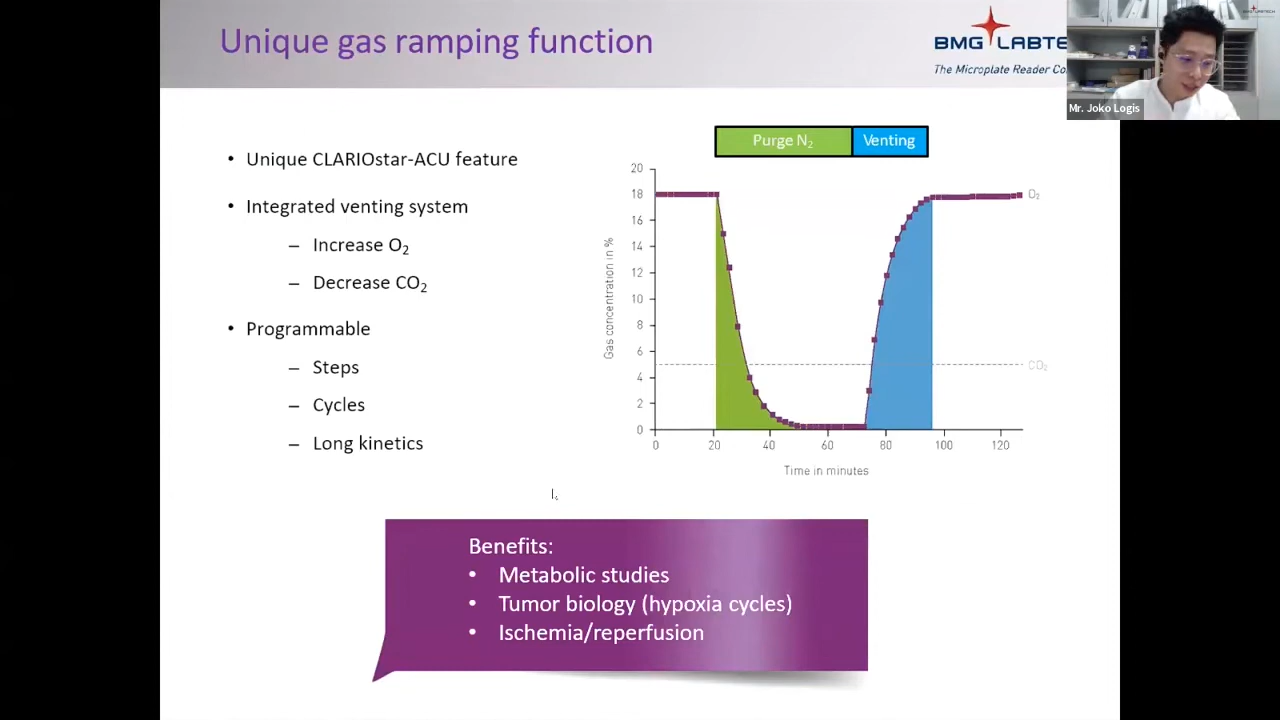 Unique gas ramping function
BMG LABTE
The Microplate Reader Co
BMG LABTECH
Mr. Joko Logis
• Unique CLARIOstar-ACU feature
• Integrated venting system
– Increase O₂
– Decrease CO₂
• Programmable
– Steps
– Cycles
– Long kinetics
Purge N₂ Venting
Gas concentration in %
20
18
16
14
12
10
8
6
4
2
0
O₂
CO₂
0 20 40 60 80 100 120
Time in minutes
Benefits:
• Metabolic studies
• Tumor biology (hypoxia cycles)
• Ischemia/reperfusion